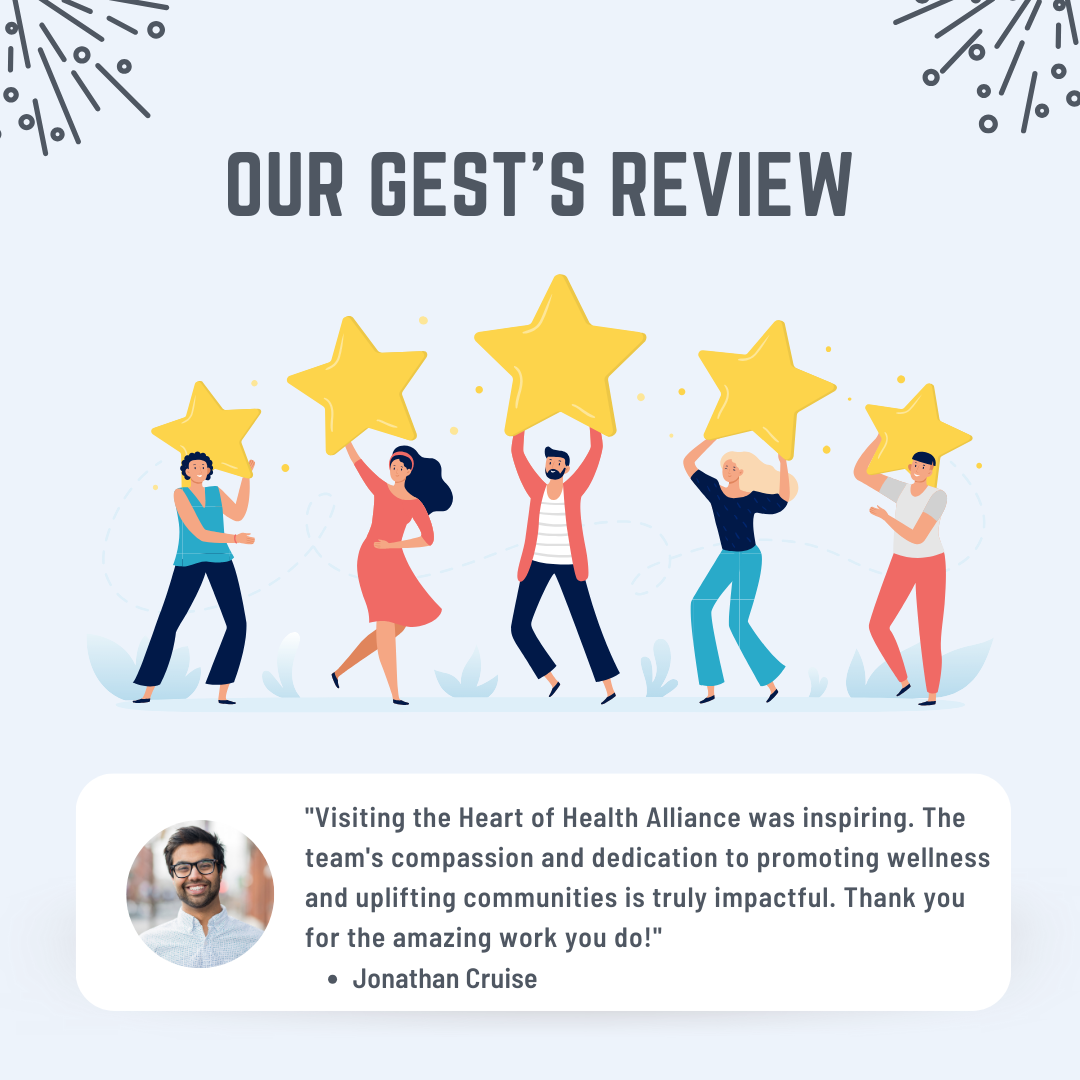 OUR GEST'S REVIEW
"Visiting the Heart of Health Alliance was inspiring. The
team's compassion and dedication to promoting wellness
and uplifting communities is truly impactful. Thank you
for the amazing work you do!"
• Jonathan Cruise